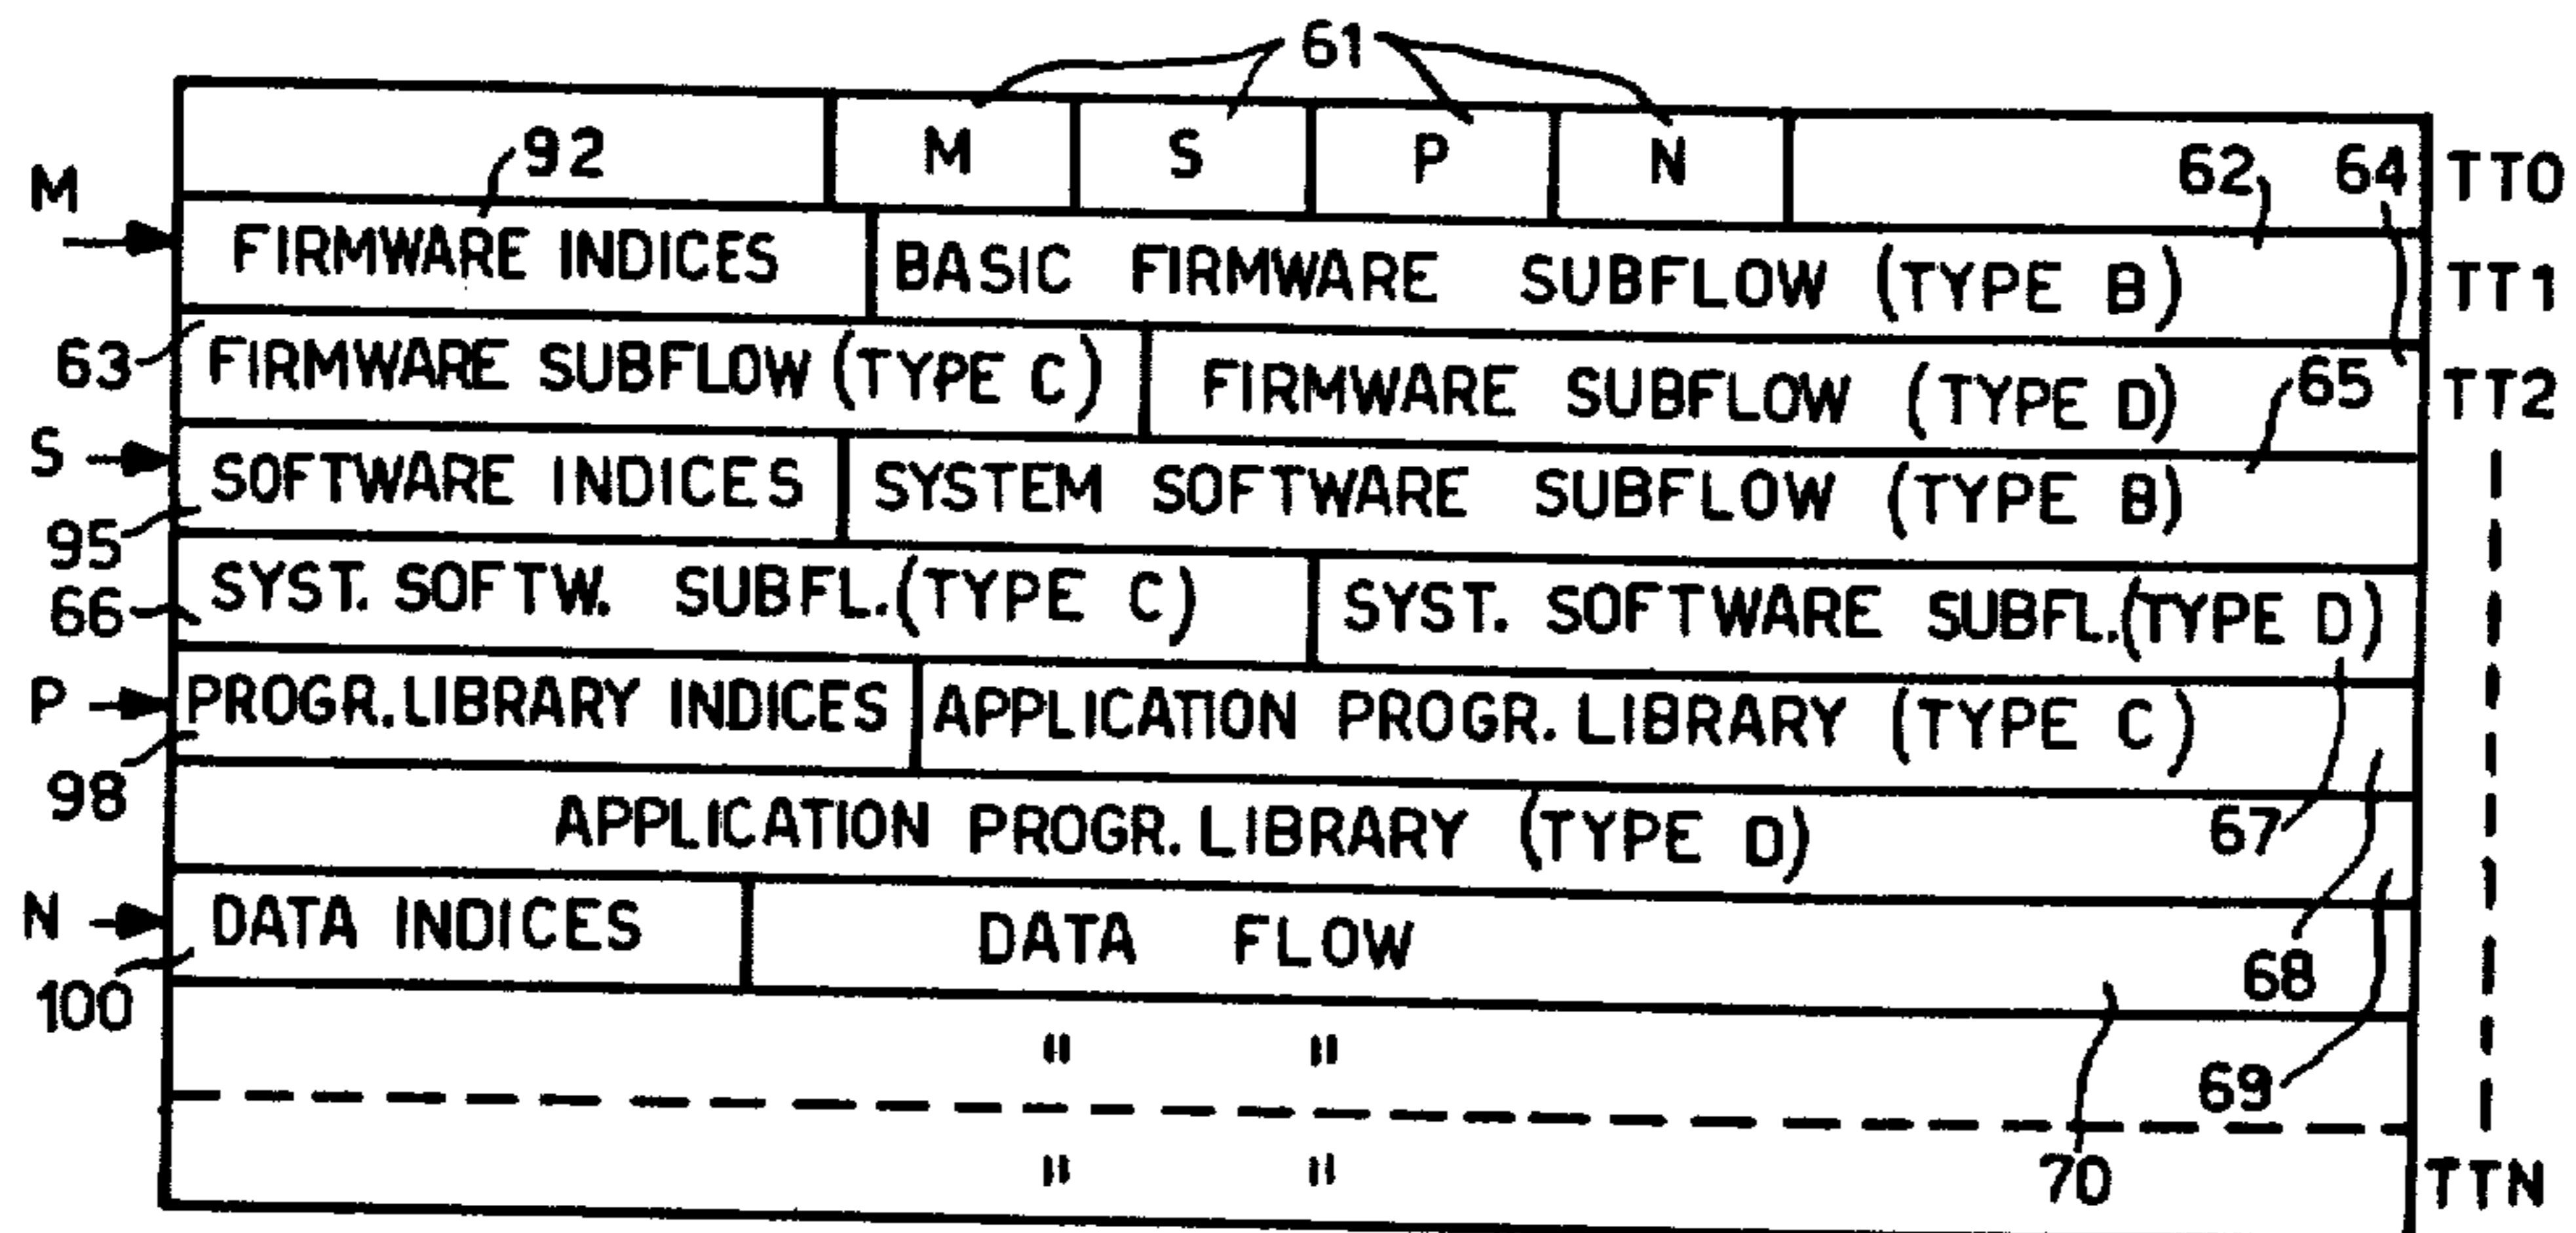 61
M S P N 62 64 TT0
92
M FIRMWARE INDICES BASIC FIRMWARE SUBFLOW (TYPE B) TT1
63 FIRMWARE SUBFLOW (TYPE C) FIRMWARE SUBFLOW (TYPE D) 65 TT2
S SOFTWARE INDICES SYSTEM SOFTWARE SUBFLOW (TYPE B)
95
66 SYST. SOFTW. SUBFL. (TYPE C) SYST. SOFTWARE SUBFL. (TYPE D)
P PROGR. LIBRARY INDICES APPLICATION PROGR. LIBRARY (TYPE C)
98 APPLICATION PROGR. LIBRARY (TYPE D) 67
N DATA INDICES DATA FLOW 68
100
" " 69
" " 70 TTN